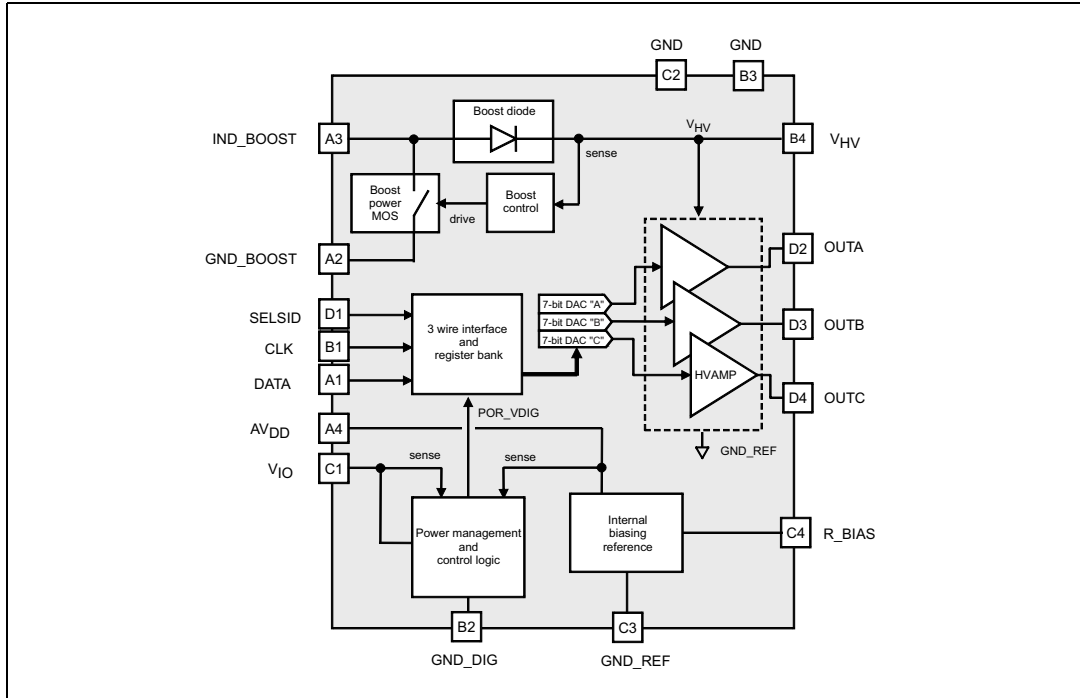 GND
GND
C2
B3
Boost diode
IND_BOOST
A3
VHV
B4
VHV
sense
Boost
power
MOS
drive
Boost
control
GND_BOOST
A2
D2
OUTA
SELSID
D1
CLK
B1
DATA
A1
3 wire interface
and
register bank
7-bit DAC "A"
7-bit DAC "B"
7-bit DAC "C"
D3
OUTB
HVAMP
D4
OUTC
POR_VDIG
AVDD
A4
GND_REF
VIO
C1
sense
sense
Power management
and
control logic
Internal
biasing
reference
C4
R_BIAS
B2
C3
GND_DIG
GND_REF